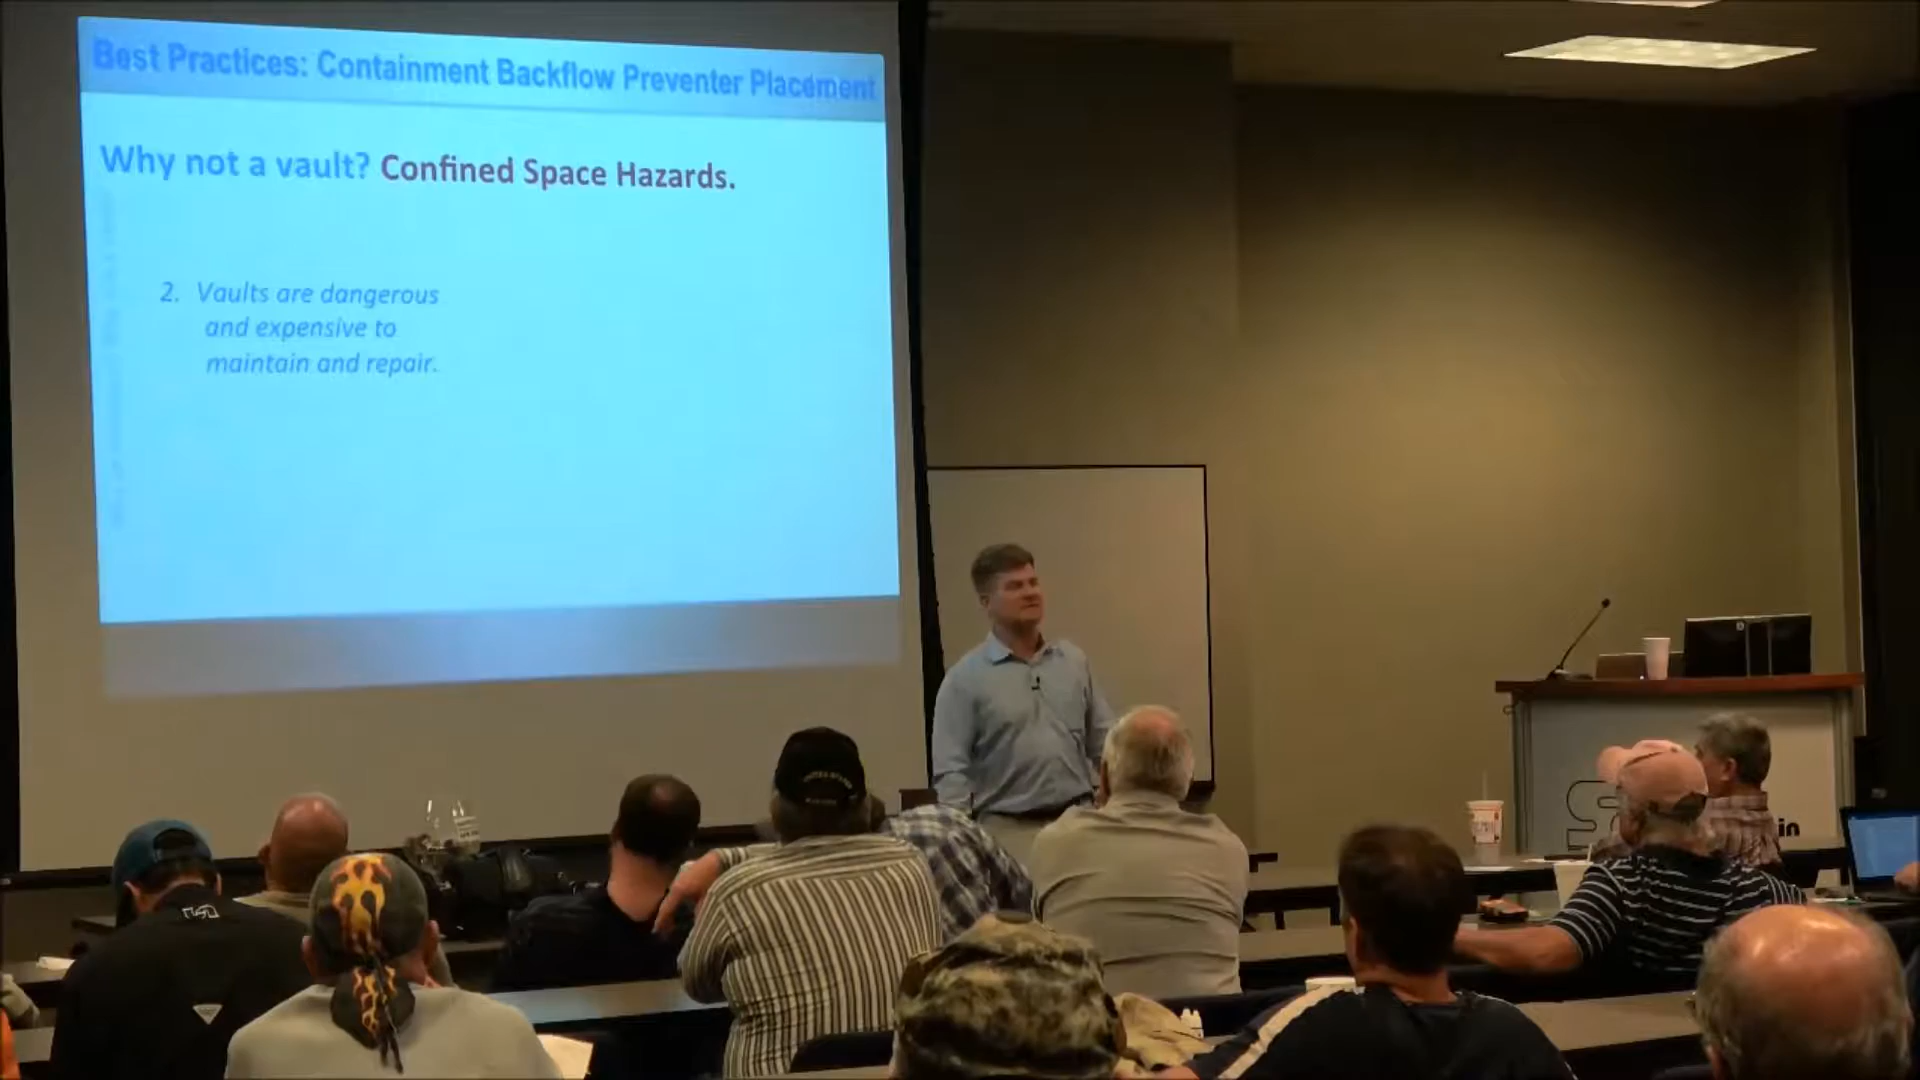 Best Practices: Containment Backflow Preventer Placement
Why not a vault? Confined Space Hazards.
2. Vaults are dangerous
and expensive to
maintain and repair.